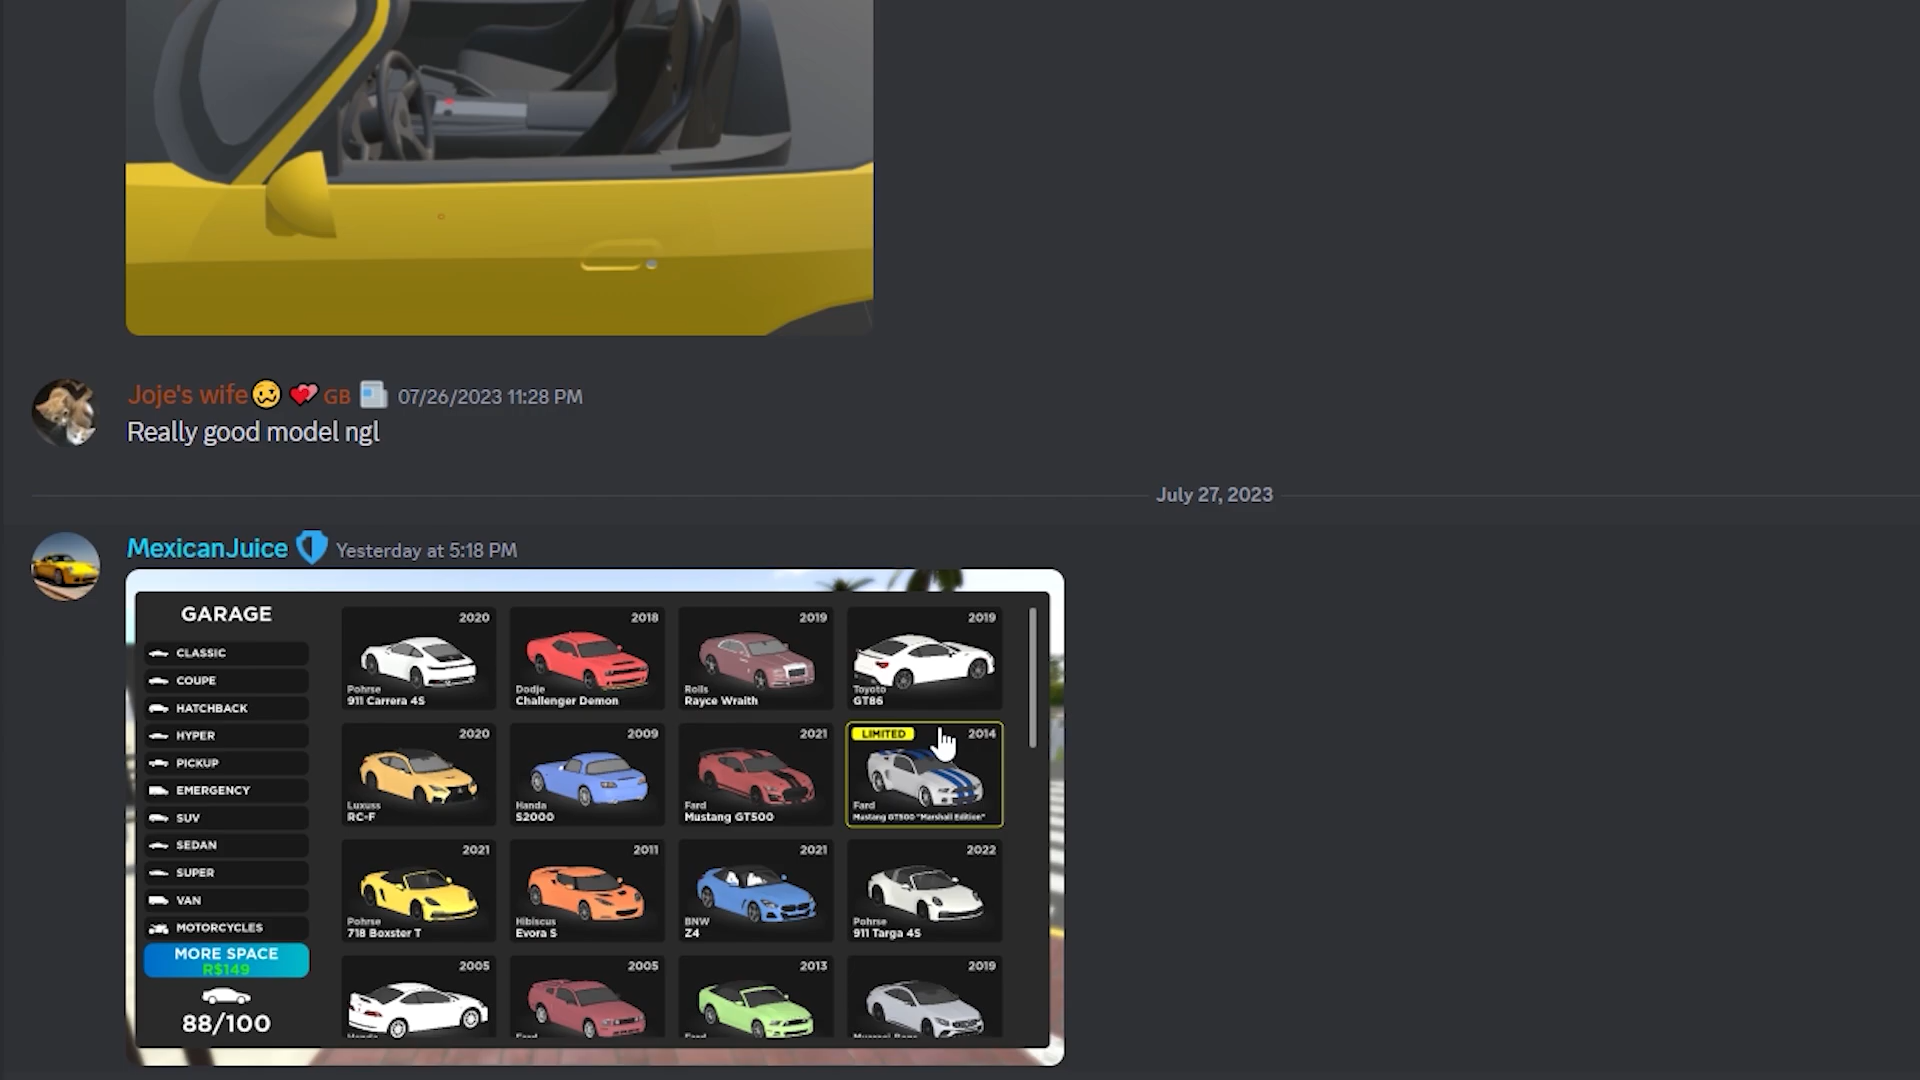 Joje's wife🥴 💕 GB 07/26/2023 11:28 PM
Really good model ngl
July 27, 2023
MexicanJuice Yesterday at 5:18 PM
GARAGE
CLASSIC
COUPE
HATCHBACK
HYPER
PICKUP
EMERGENCY
SUV
SEDAN
SUPER
VAN
MOTORCYCLES
MORE SPACE
R$149
88/100
2020
Pohrse
911 Carrera 4S
2018
Dodje
Challenger Demon
2019
Rolls
Rayce Wraith
2019
Toyoto
GT86
2020
Luxuss
RC-F
2009
Handa
S2000
2021
Fard
Mustang GT500
LIMITED 2014
Fard
Mustang GT500 "Marshall Edition"
2021
Pohrse
718 Boxster T
2011
Hibiscus
Evora S
2021
BNW
Z4
2022
Pohrse
911 Targa 4S
2005
2005
Fard
2013
Fard
2019